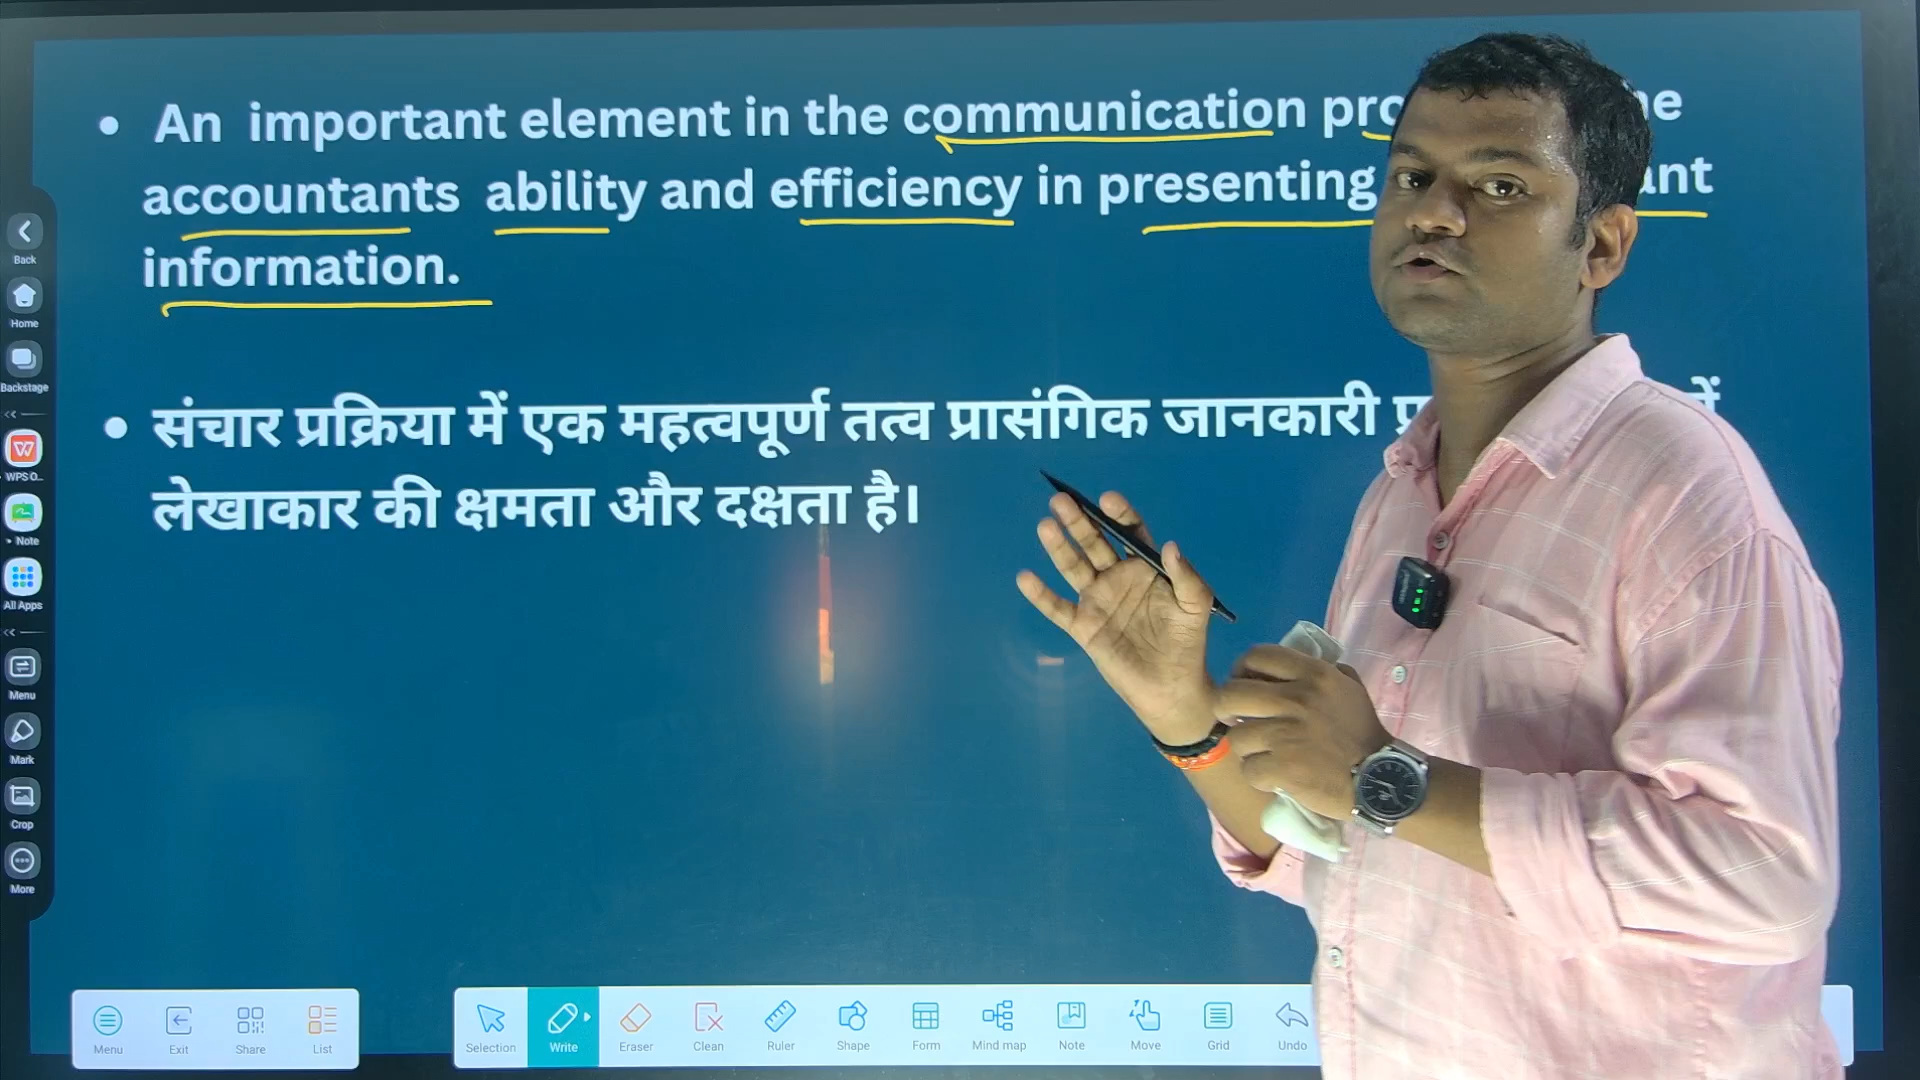 • An important element in the communication
accountants ability and efficiency in presenting
information.
• संचार प्रक्रिया में एक महत्वपूर्ण तत्व प्रासंगिक जानकारी
लेखाकार की क्षमता और दक्षता है।
Back
Home
Backstage
WPS O...
Note
All Apps
Menu
Mark
Crop
More
Menu Exit Share List
Selection Write Eraser Clean Ruler Shape Form Mind map Note Move Grid Undo